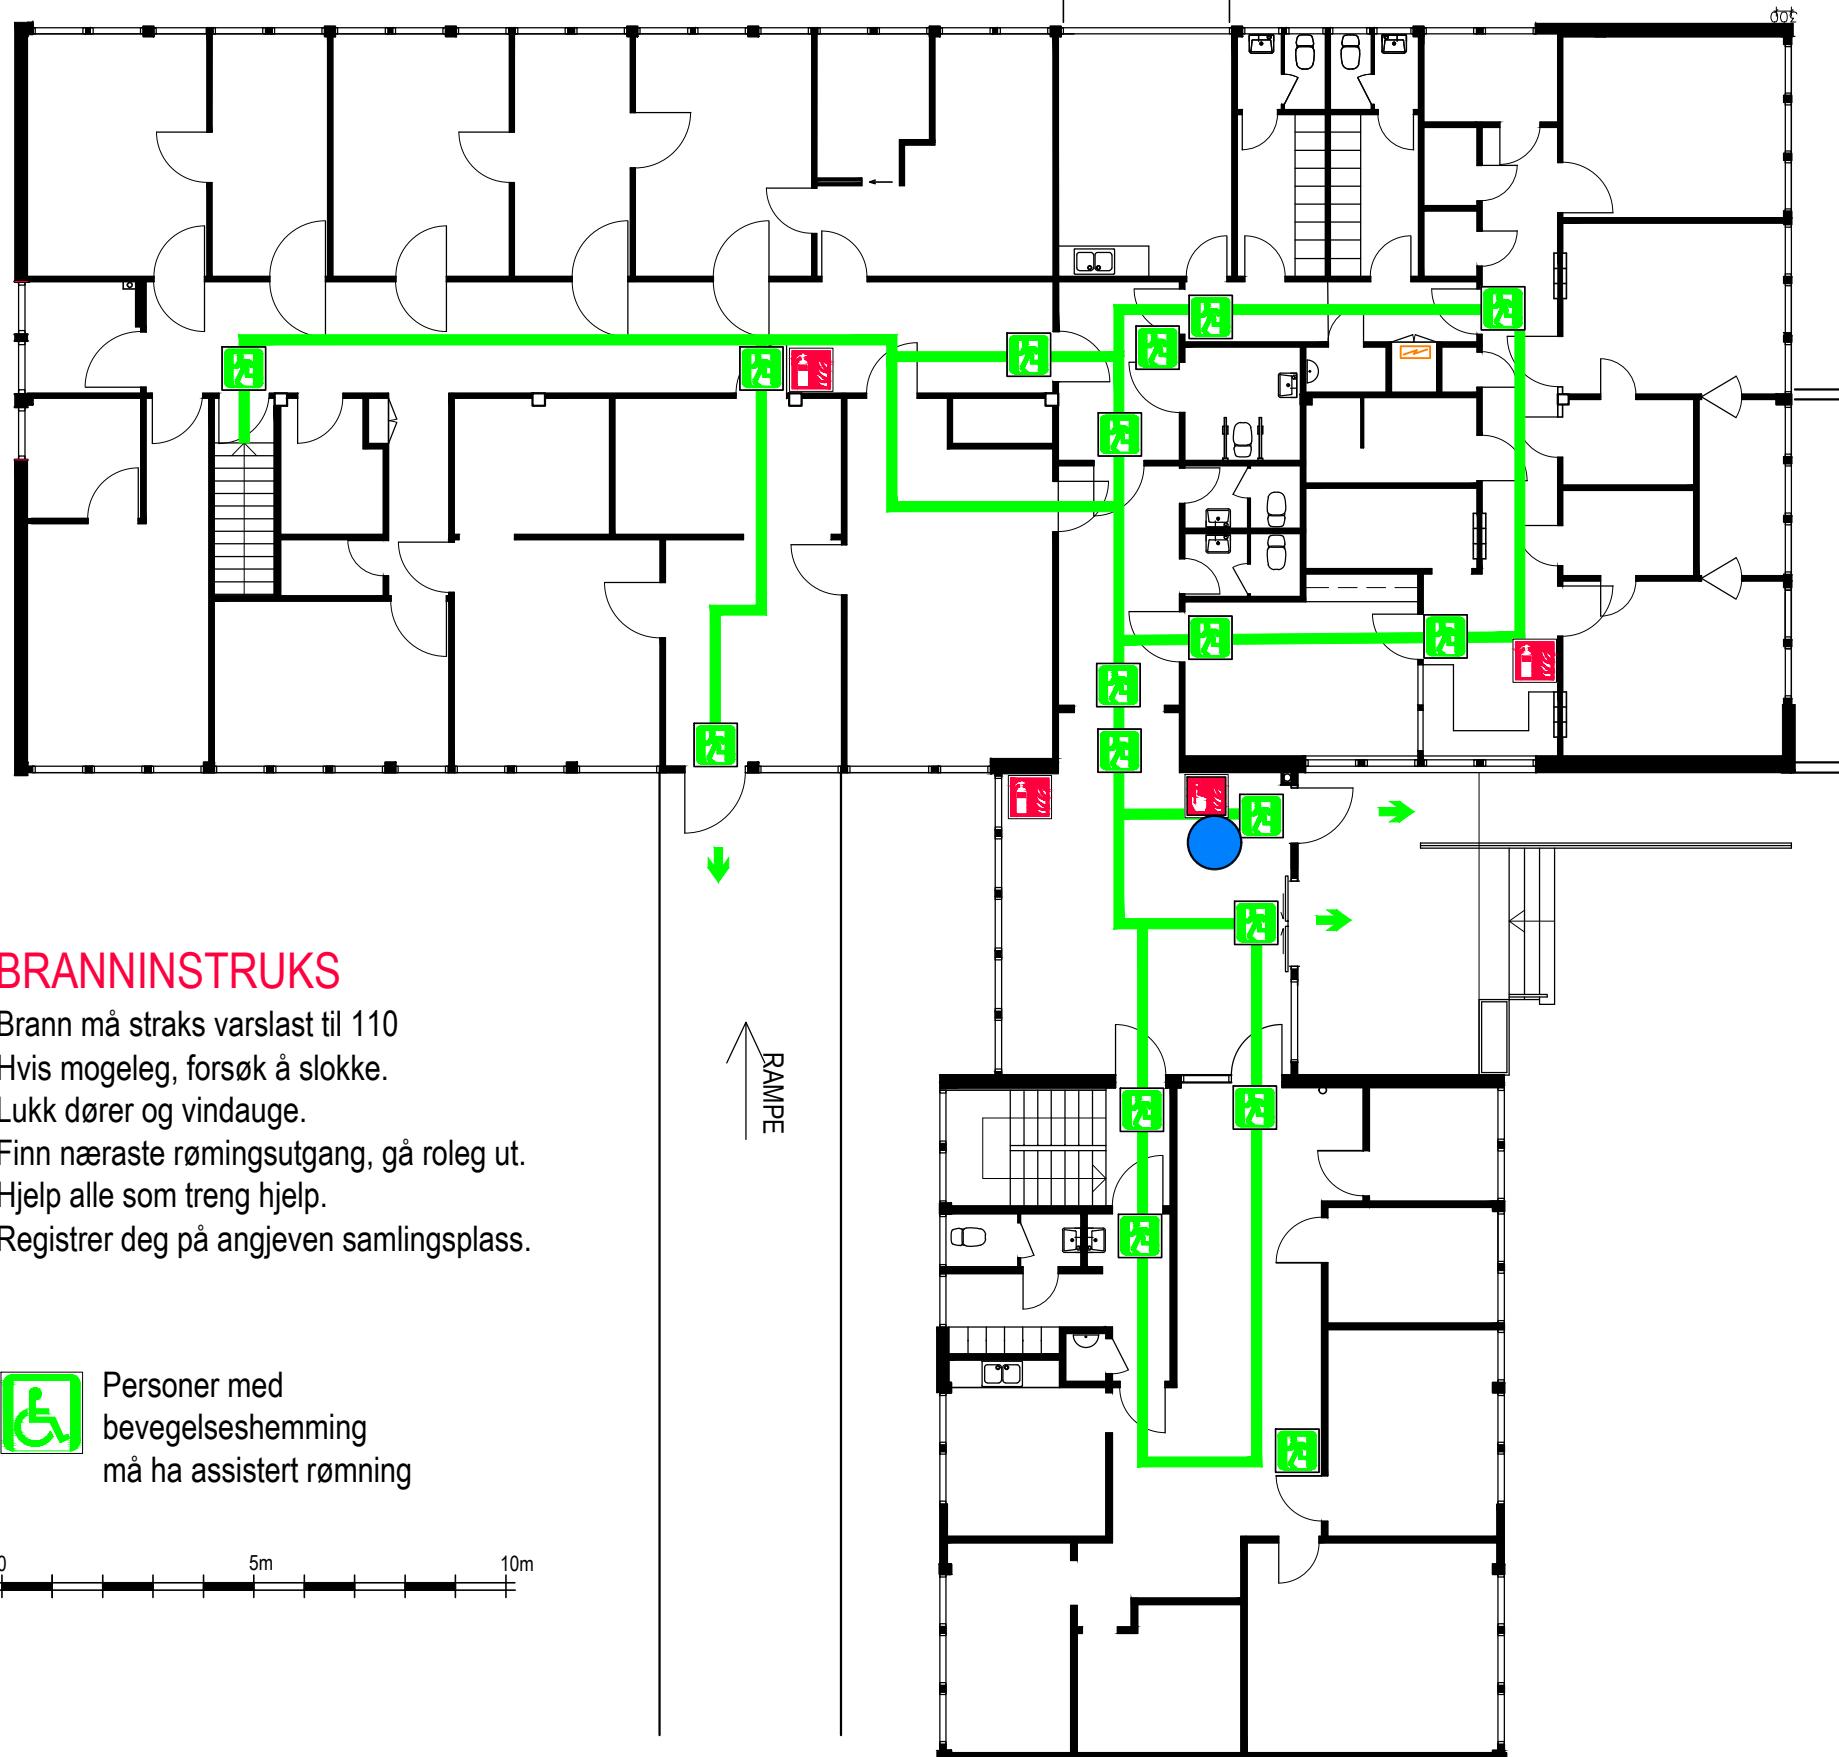 300
BRANNINSTRUKS
Brann må straks varslast til 110
Hvis mogeleg, forsøk å slokke.
Lukk dører og vindauge.
Finn næraste rømingsutgang, gå roleg ut.
Hjelp alle som treng hjelp.
Registrer deg på angjeven samlingsplass.
RAMPE
Personer med
bevegelseshemming
må ha assistert rømning
0 5m 10m